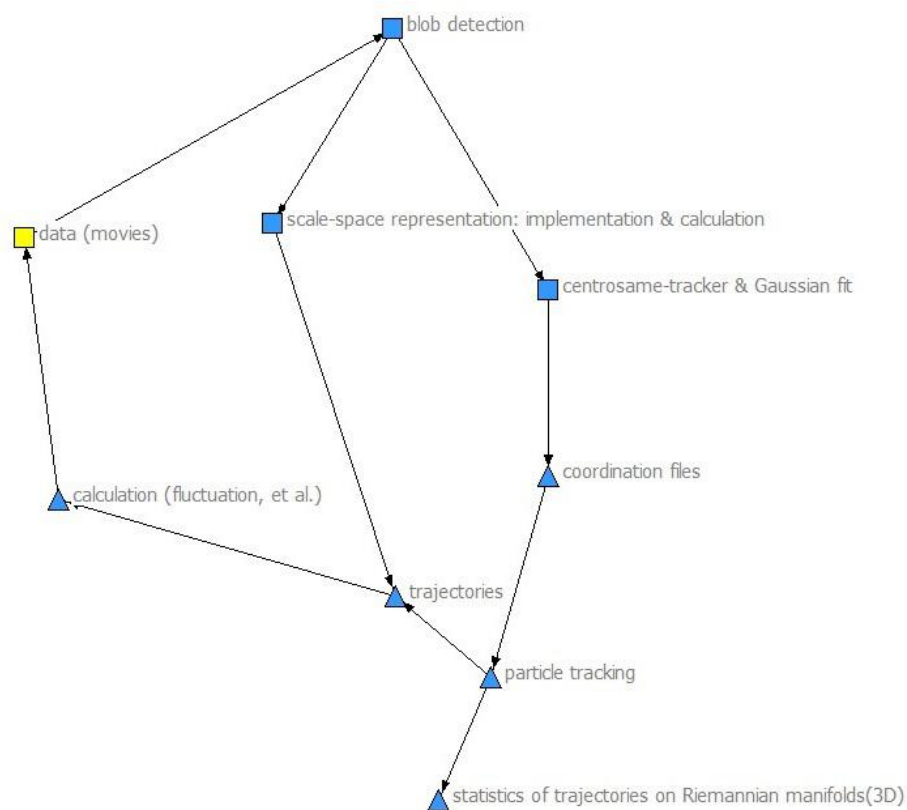 blob detection
scale-space representation: implementation & calculation
data (movies)
centrosame-tracker & Gaussian fit
coordination files
calculation (fluctuation, et al.)
trajectories
particle tracking
statistics of trajectories on Riemannian manifolds(3D)